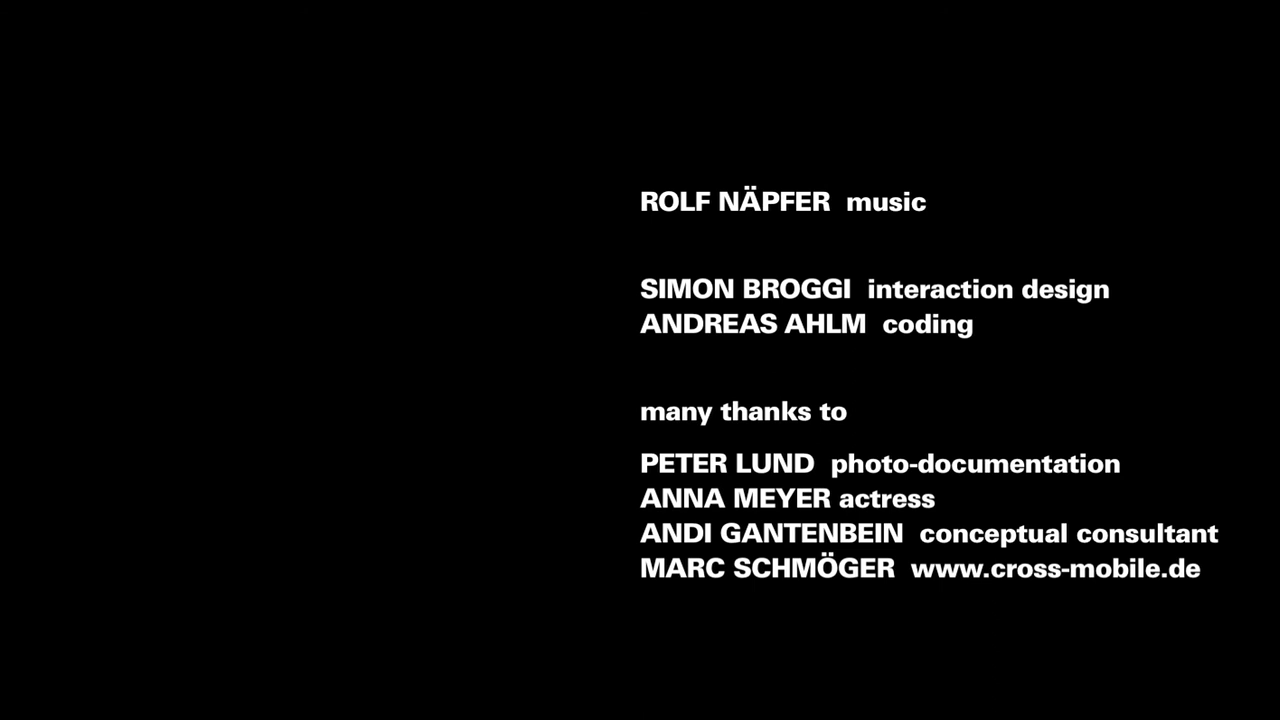 ROLF NÄPFER music
SIMON BROGGI interaction design
ANDREAS AHLM coding
many thanks to
PETER LUND photo-documentation
ANNA MEYER actress
ANDI GANTENBEIN conceptual consultant
MARC SCHMÖGER www.cross-mobile.de